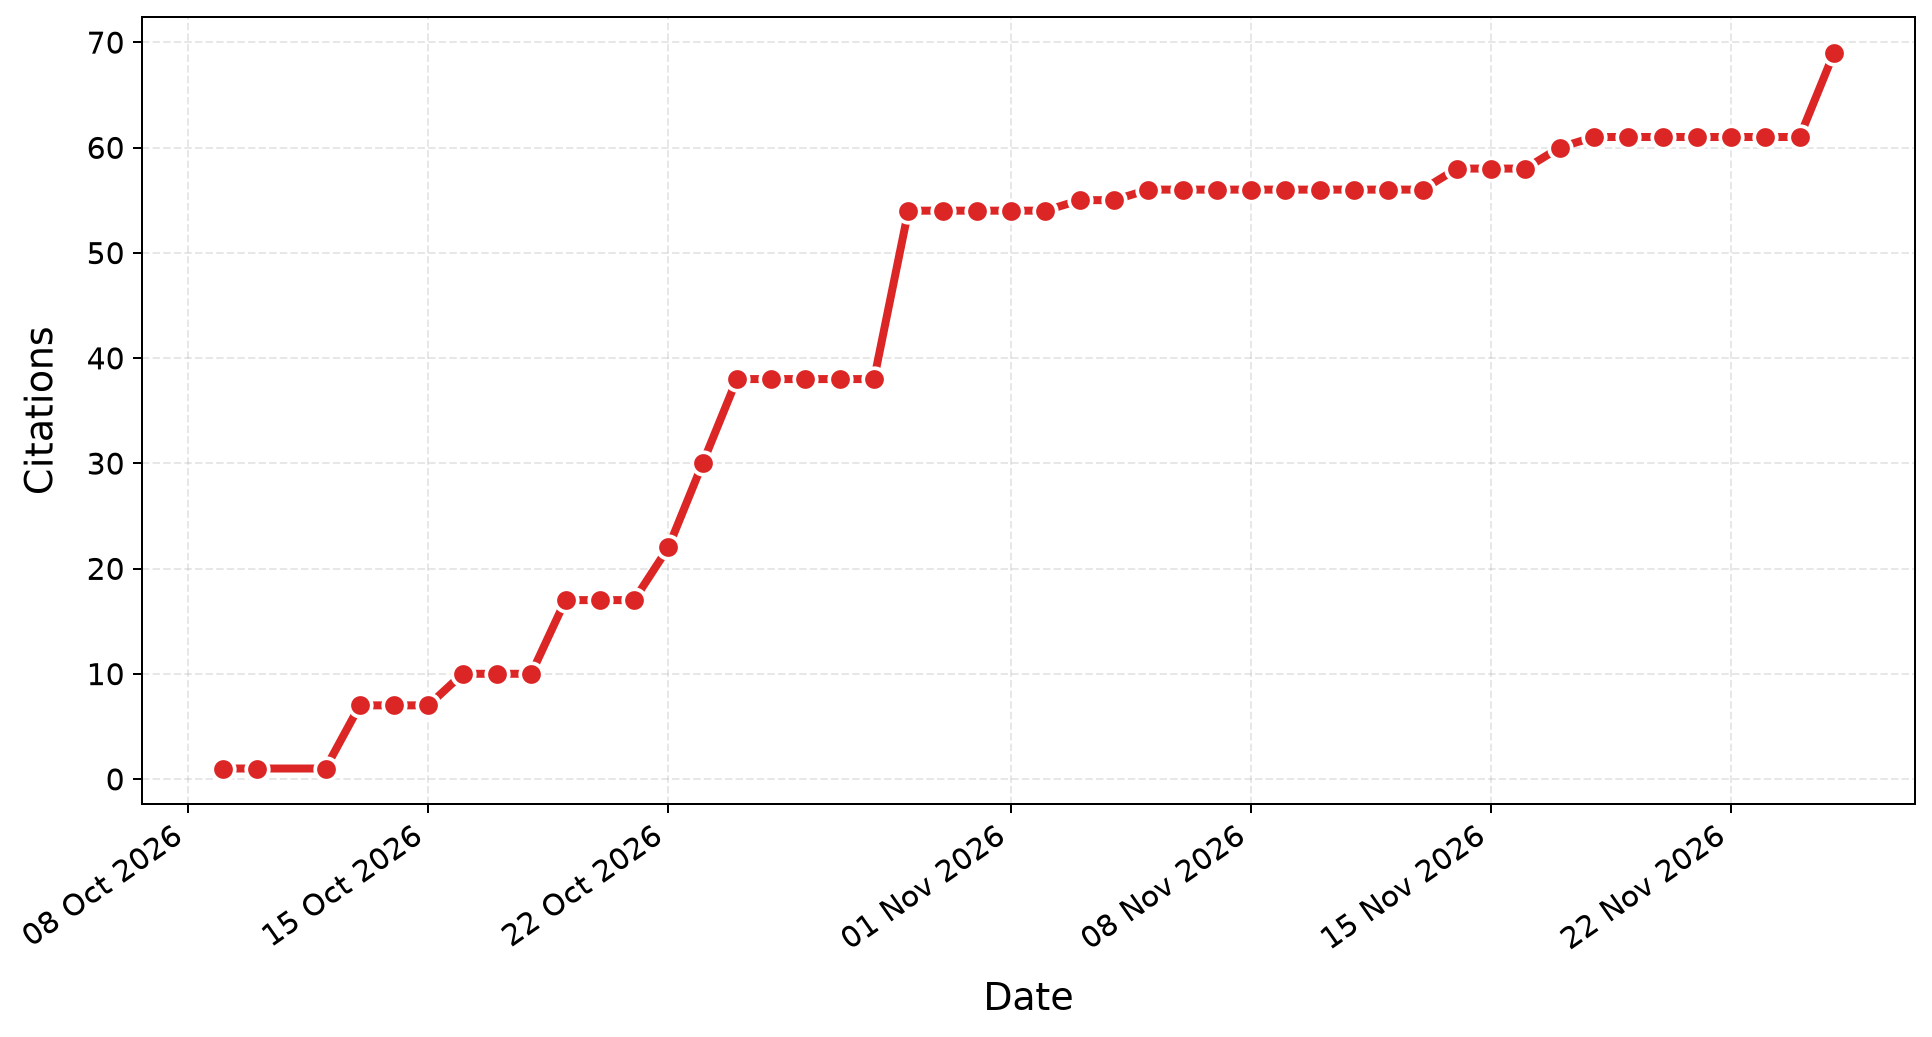 70
60
50
40
30
20
10
0
Citations
08 Oct 2026
15 Oct 2026
22 Oct 2026
01 Nov 2026
08 Nov 2026
15 Nov 2026
22 Nov 2026
Date